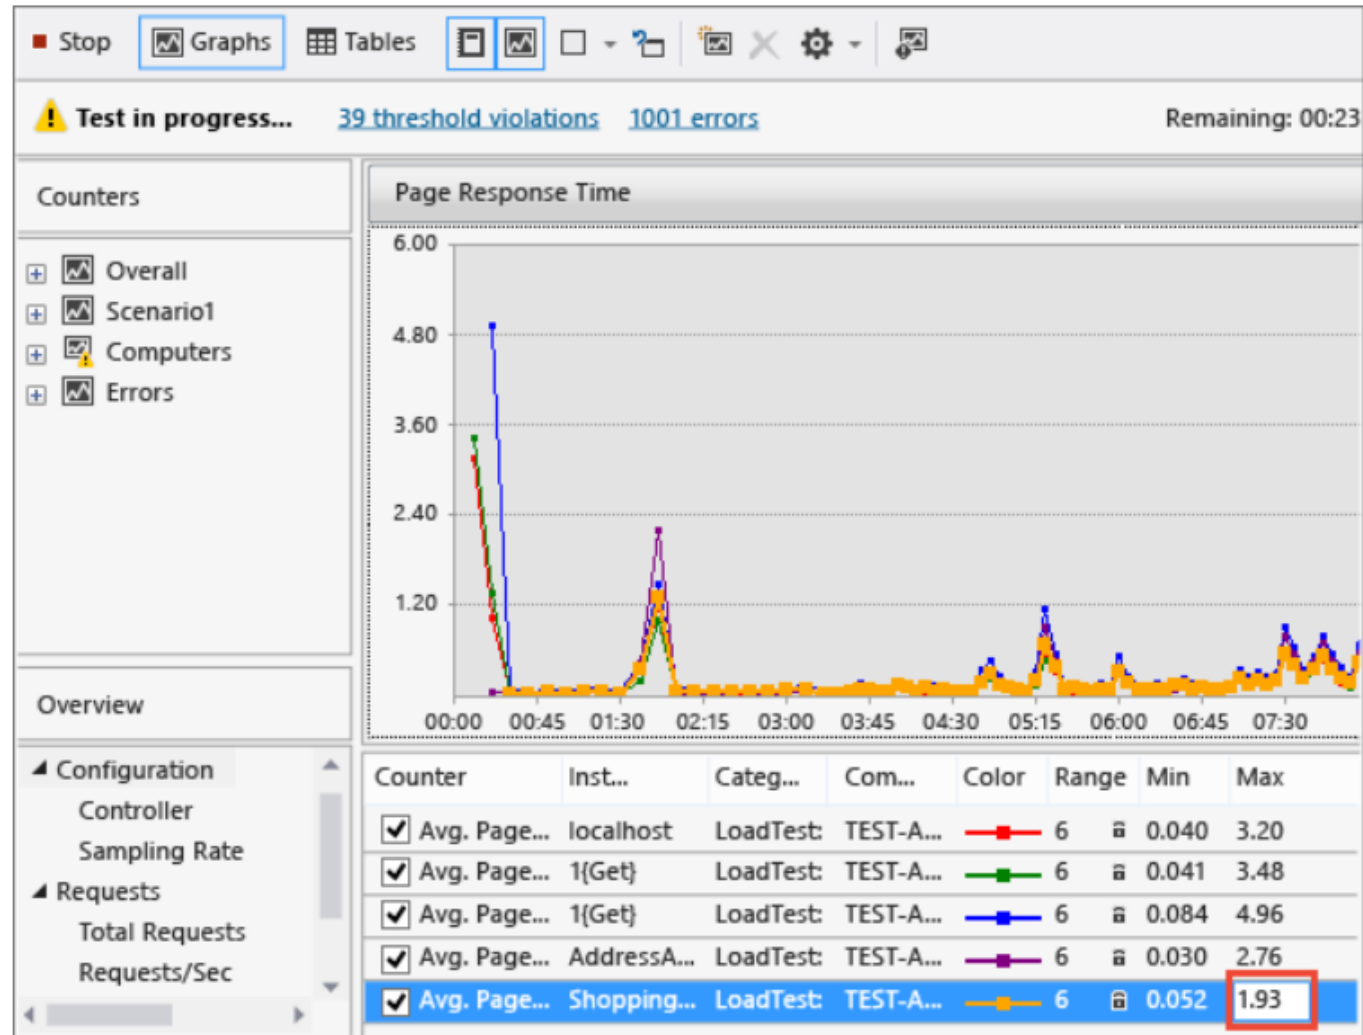 Stop Graphs Tables
Test in progress... 39 threshold violations 1001 errors Remaining: 00:23
Counters
Overall
Scenario1
Computers
Errors
Page Response Time
6.00
4.80
3.60
2.40
1.20
00:00 00:45 01:30 02:15 03:00 03:45 04:30 05:15 06:00 06:45 07:30
Overview
Configuration
Controller
Sampling Rate
Requests
Total Requests
Requests/Sec
Counter Inst... Categ... Com... Color Range Min Max
Avg. Page... localhost LoadTest: TEST-A... 6 0.040 3.20
Avg. Page... 1{Get} LoadTest: TEST-A... 6 0.041 3.48
Avg. Page... 1{Get} LoadTest: TEST-A... 6 0.084 4.96
Avg. Page... AddressA... LoadTest: TEST-A... 6 0.030 2.76
Avg. Page... Shopping... LoadTest: TEST-A... 6 0.052 1.93